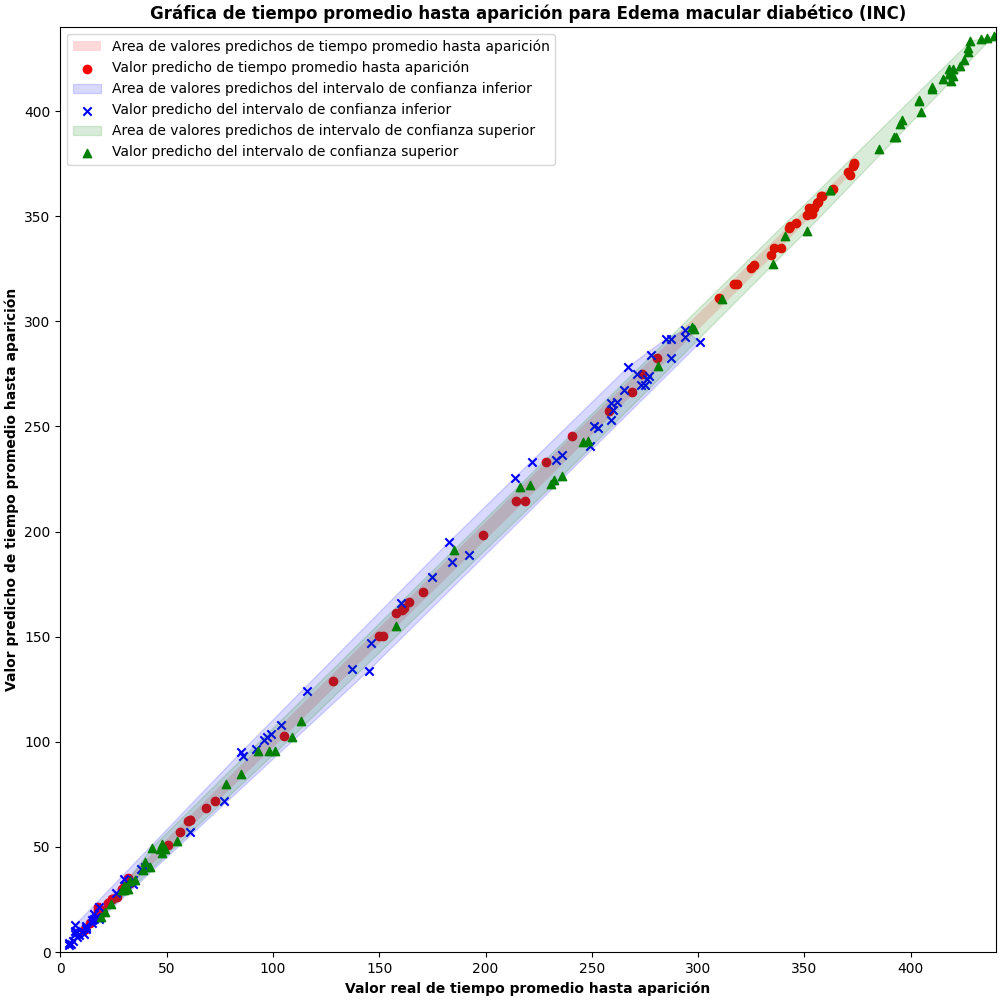 Gráfica de tiempo promedio hasta aparición para Edema macular diabético (INC)
Area de valores predichos de tiempo promedio hasta aparición
Valor predicho de tiempo promedio hasta aparición
Area de valores predichos del intervalo de confianza inferior
Valor predicho del intervalo de confianza inferior
Area de valores predichos de intervalo de confianza superior
Valor predicho del intervalo de confianza superior
Valor predicho de tiempo promedio hasta aparición
400
350
300
250
200
150
100
50
0
0 50 100 150 200 250 300 350 400
Valor real de tiempo promedio hasta aparición